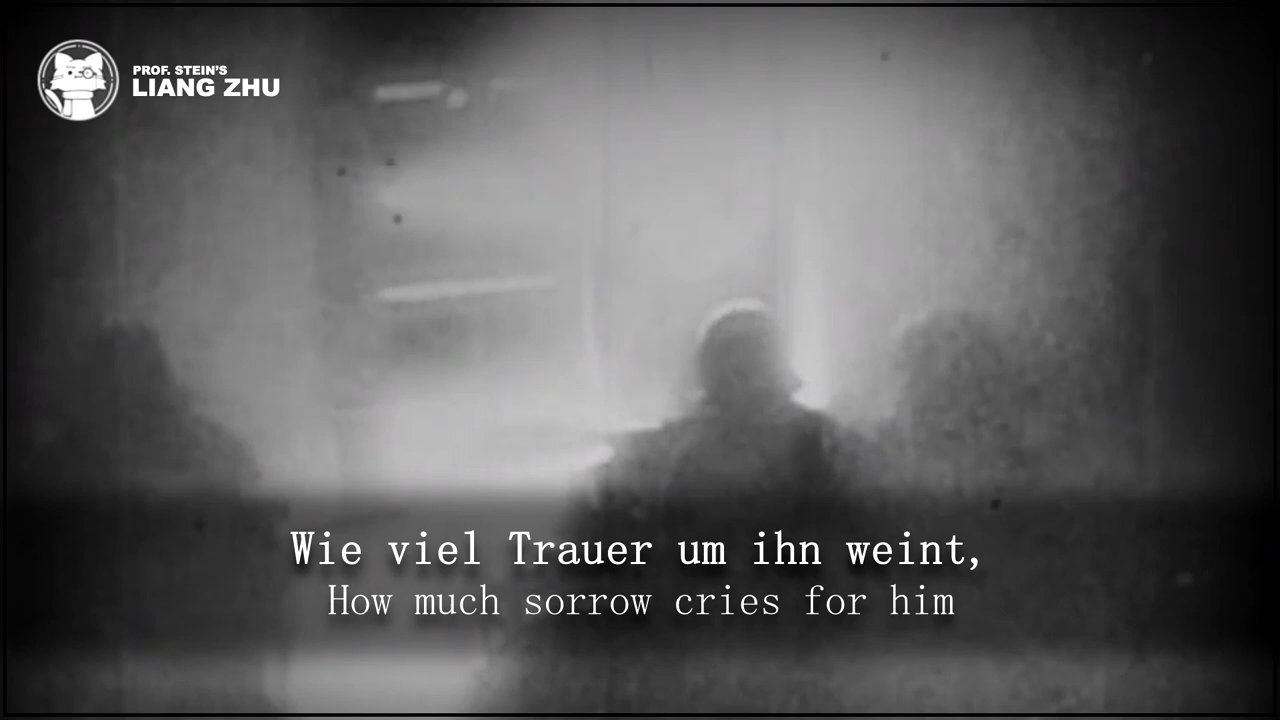 PROF. STEIN'S
LIANG ZHU
Wie viel Trauer um ihn weint,
How much sorrow cries for him